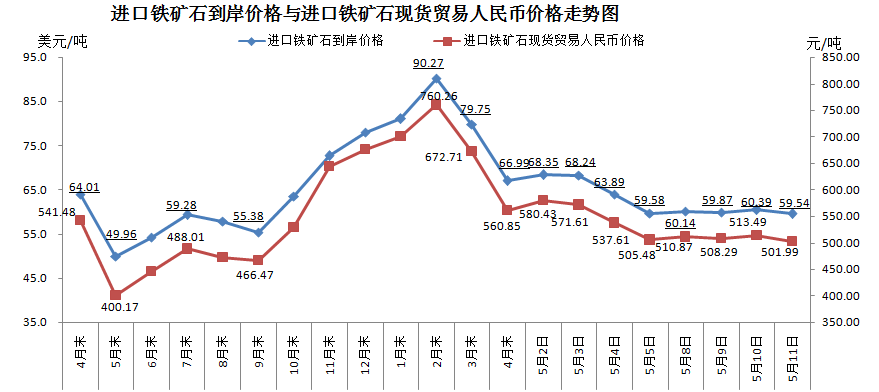 进口铁矿石到岸价格与进口铁矿石现货贸易人民币价格走势图
美元/吨
进口铁矿石到岸价格
进口铁矿石现货贸易人民币价格
元/吨
95.0
85.0
75.0
65.0
55.0
45.0
35.0
850.00
800.00
750.00
700.00
650.00
600.00
550.00
500.00
450.00
400.00
350.00
64.01
49.96
59.28
55.38
90.27
79.75
66.99
68.35
68.24
63.89
59.58
60.14
59.87
60.39
59.54
541.48
400.17
488.01
466.47
760.26
672.71
560.85
580.43
571.61
537.61
505.48
510.87
508.29
513.49
501.99
4月末
5月末
6月末
7月末
8月末
9月末
10月末
11月末
12月末
1月末
2月末
3月末
4月末
5月2日
5月3日
5月4日
5月5日
5月8日
5月9日
5月10日
5月11日